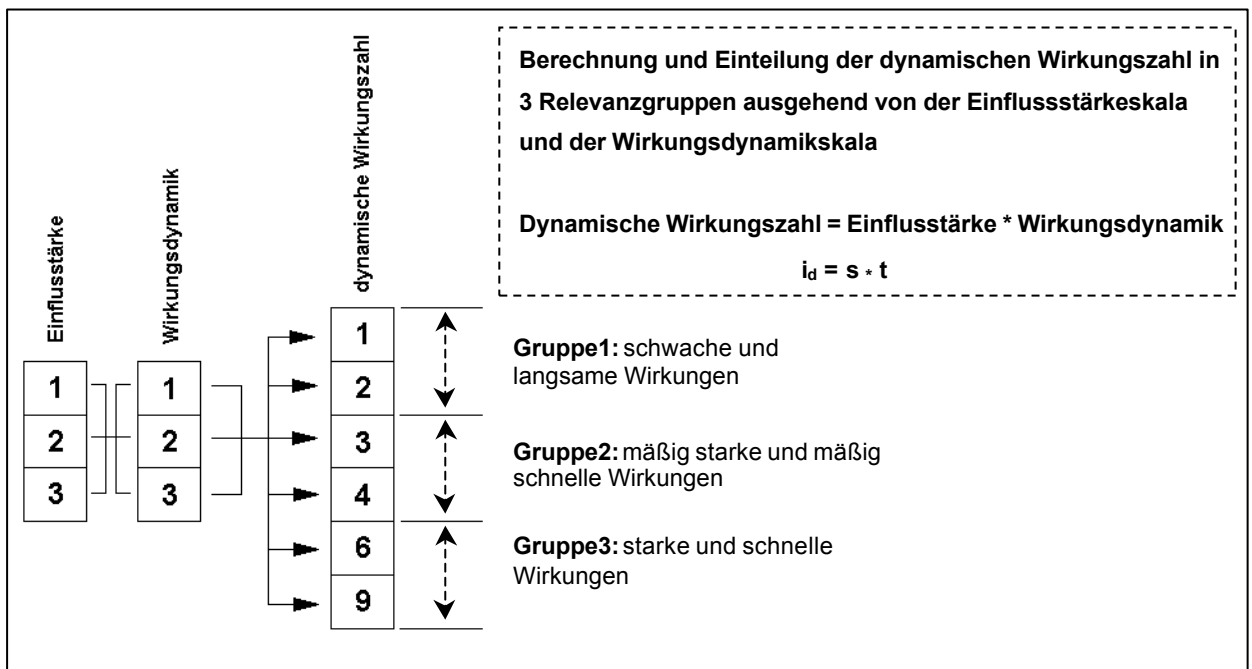 Berechnung und Einteilung der dynamischen Wirkungszahl in
3 Relevanzgruppen ausgehend von der Einflussstärkeskala
und der Wirkungsdynamikskala
Dynamische Wirkungszahl = Einflusstärke * Wirkungsdynamik
i_d = s * t
Einflusstärke
1
2
3
Wirkungsdynamik
1
2
3
dynamische Wirkungszahl
1
2
3
4
6
9
Gruppe1: schwache und
langsame Wirkungen
Gruppe2: mäßig starke und mäßig
schnelle Wirkungen
Gruppe3: starke und schnelle
Wirkungen